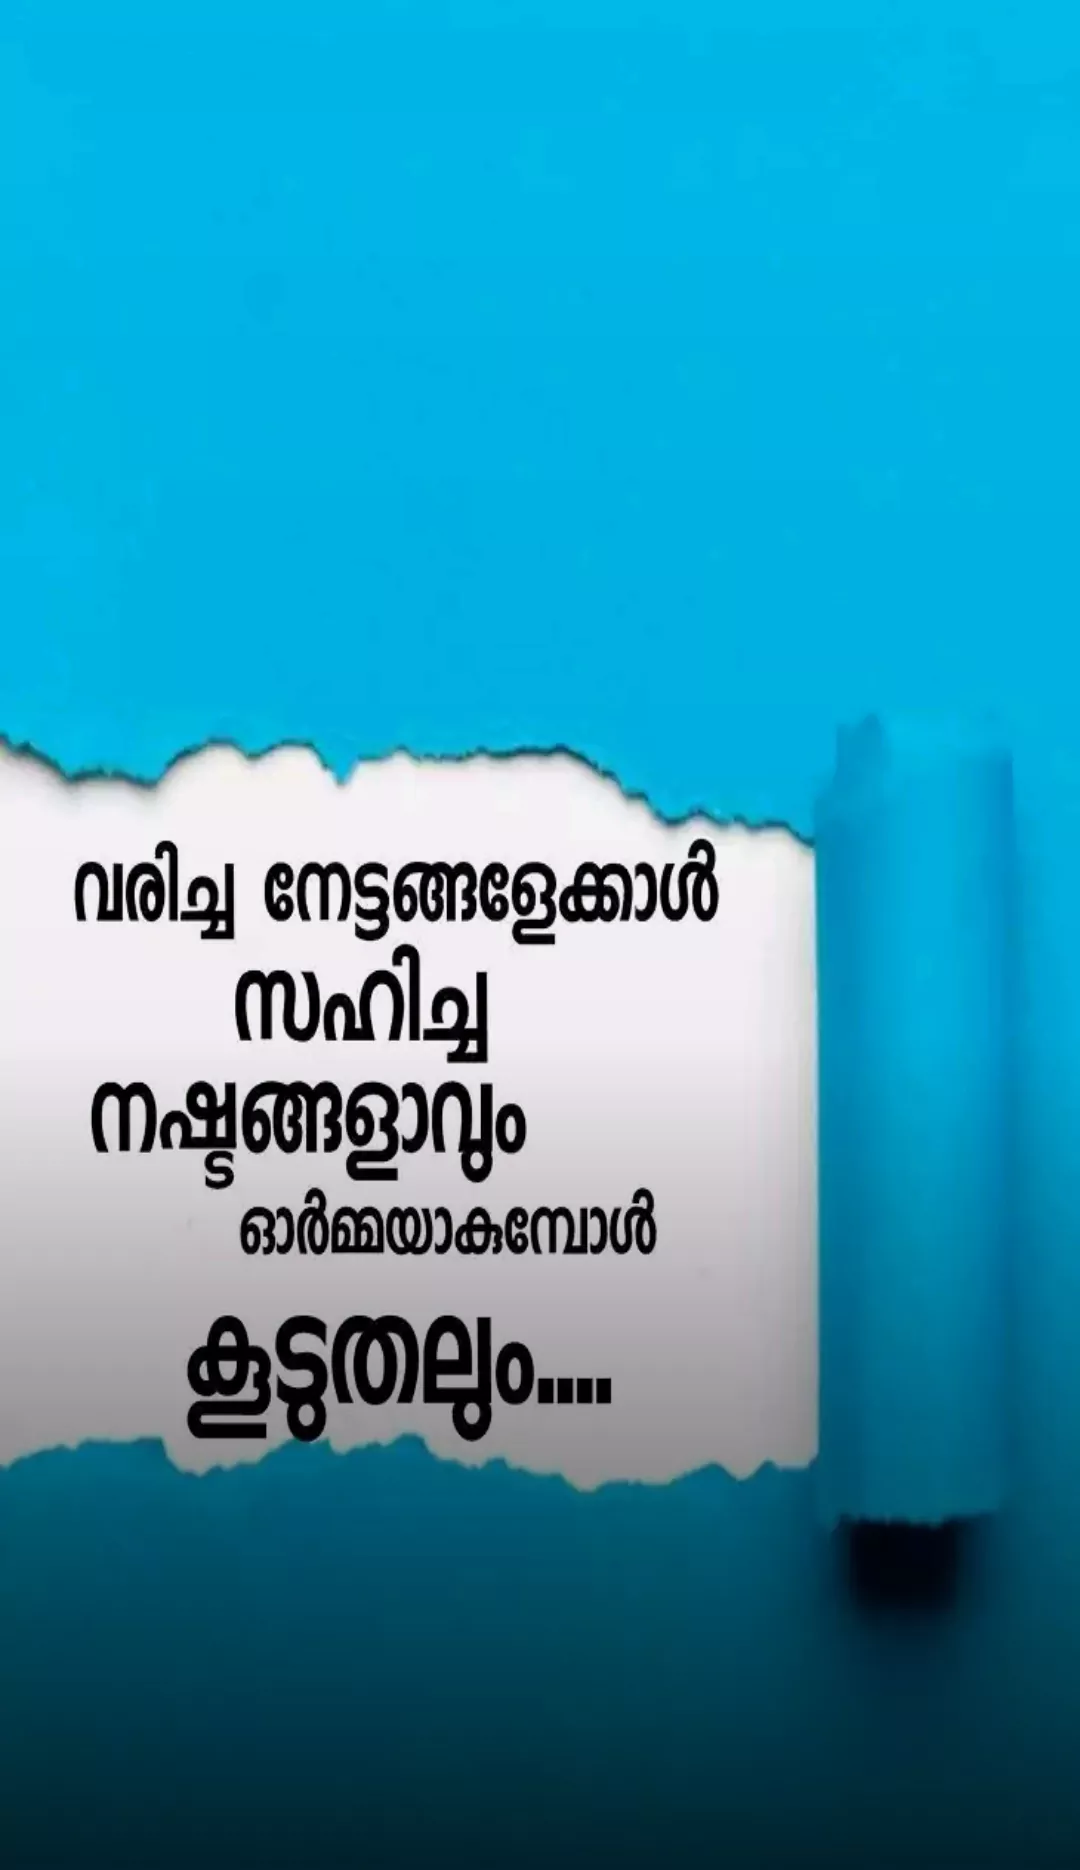 വരിച്ച നേട്ടങ്ങളേക്കാൾ
സഹിച്ച
നഷ്ടങ്ങളാവും
ഓർമ്മയാകുമ്പോൾ
കൂടുതലും....